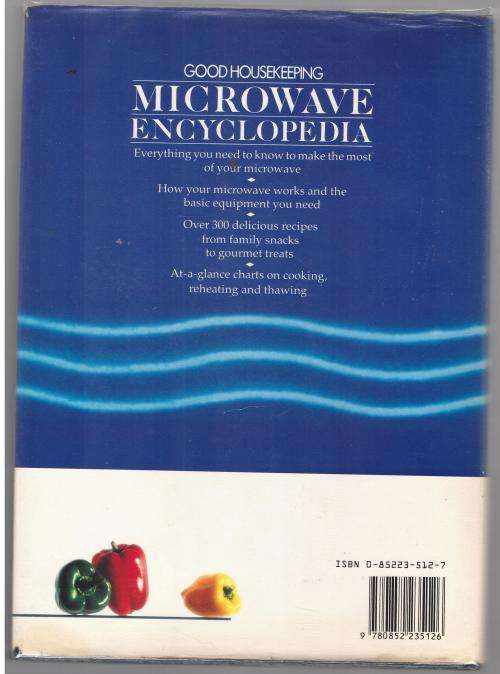 GOOD HOUSEKEEPING
MICROWAVE
ENCYCLOPEDIA
Everything you need to know to make the most
of your microwave
How your microwave works and the
basic equipment you need
Over 300 delicious recipes
from family snacks
to gourmet treats
At-a-glance charts on cooking,
reheating and thawing
ISBN 0-85223-512-7
9 780852 235126